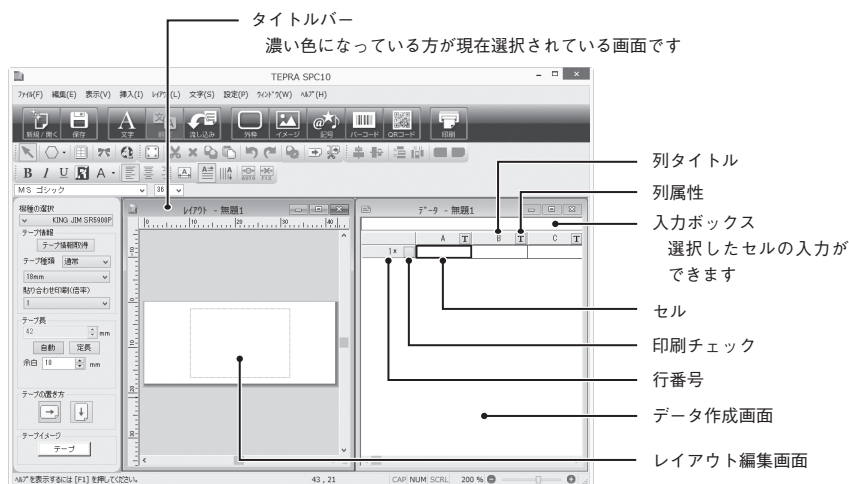 タイトルバー
濃い色になっている方が現在選択されている画面です
TEPRA SPC10
ファイル(F) 編集(E) 表示(V) 挿入(I) レイアウト(L) 文字(S) 設定(P) ウィンドウ(W) ヘルプ(H)
新規/開く 保存 文字 流し込み 外枠 イメージ 記号 バーコード QRコード 印刷
B I U A
MS ゴシック 36
機種の選択
KING JIM SR5900P
テープ情報
テープ情報取得
テープ種類 通常
18mm
貼り合わせ印刷(倍率)
1
テープ長
42 mm
自動 定長
余白 10 mm
テープの置き方
テープイメージ
テープ
レイアウト - 無題1
0 10 20 30 40
データ - 無題1
A T B T C T
1*
列タイトル
列属性
入力ボックス
選択したセルの入力が
できます
セル
印刷チェック
行番号
データ作成画面
レイアウト編集画面
ヘルプを表示するには [F1] を押してください。 43 , 21 CAP NUM SCRL 200 %